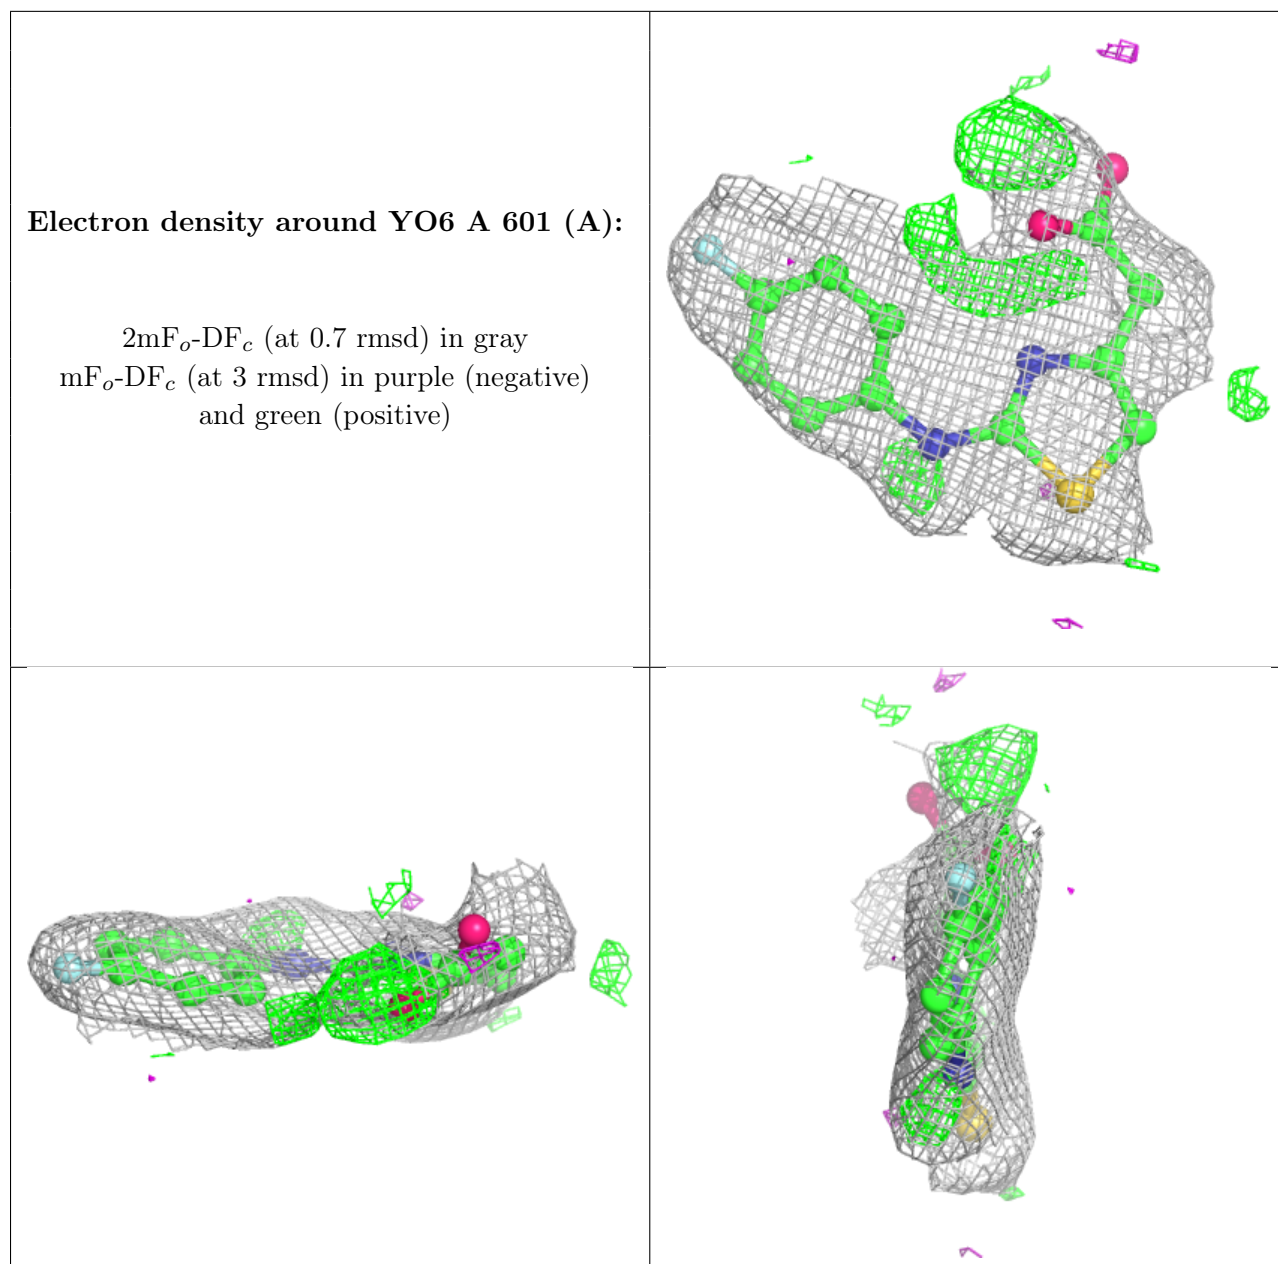 Electron density around YO6 A 601 (A):
2mFo-DFc (at 0.7 rmsd) in gray
mFo-DFc (at 3 rmsd) in purple (negative)
and green (positive)